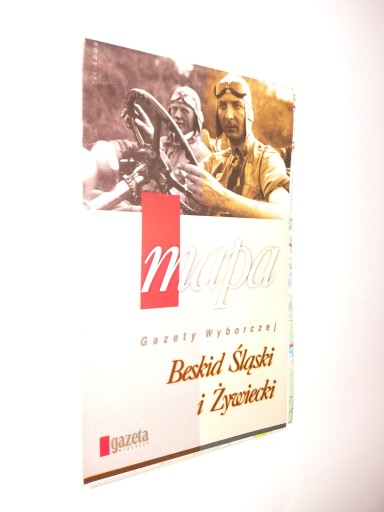 mapa
Gazety Wyborczej
Beskid Śląski
i Żywiecki
gazeta